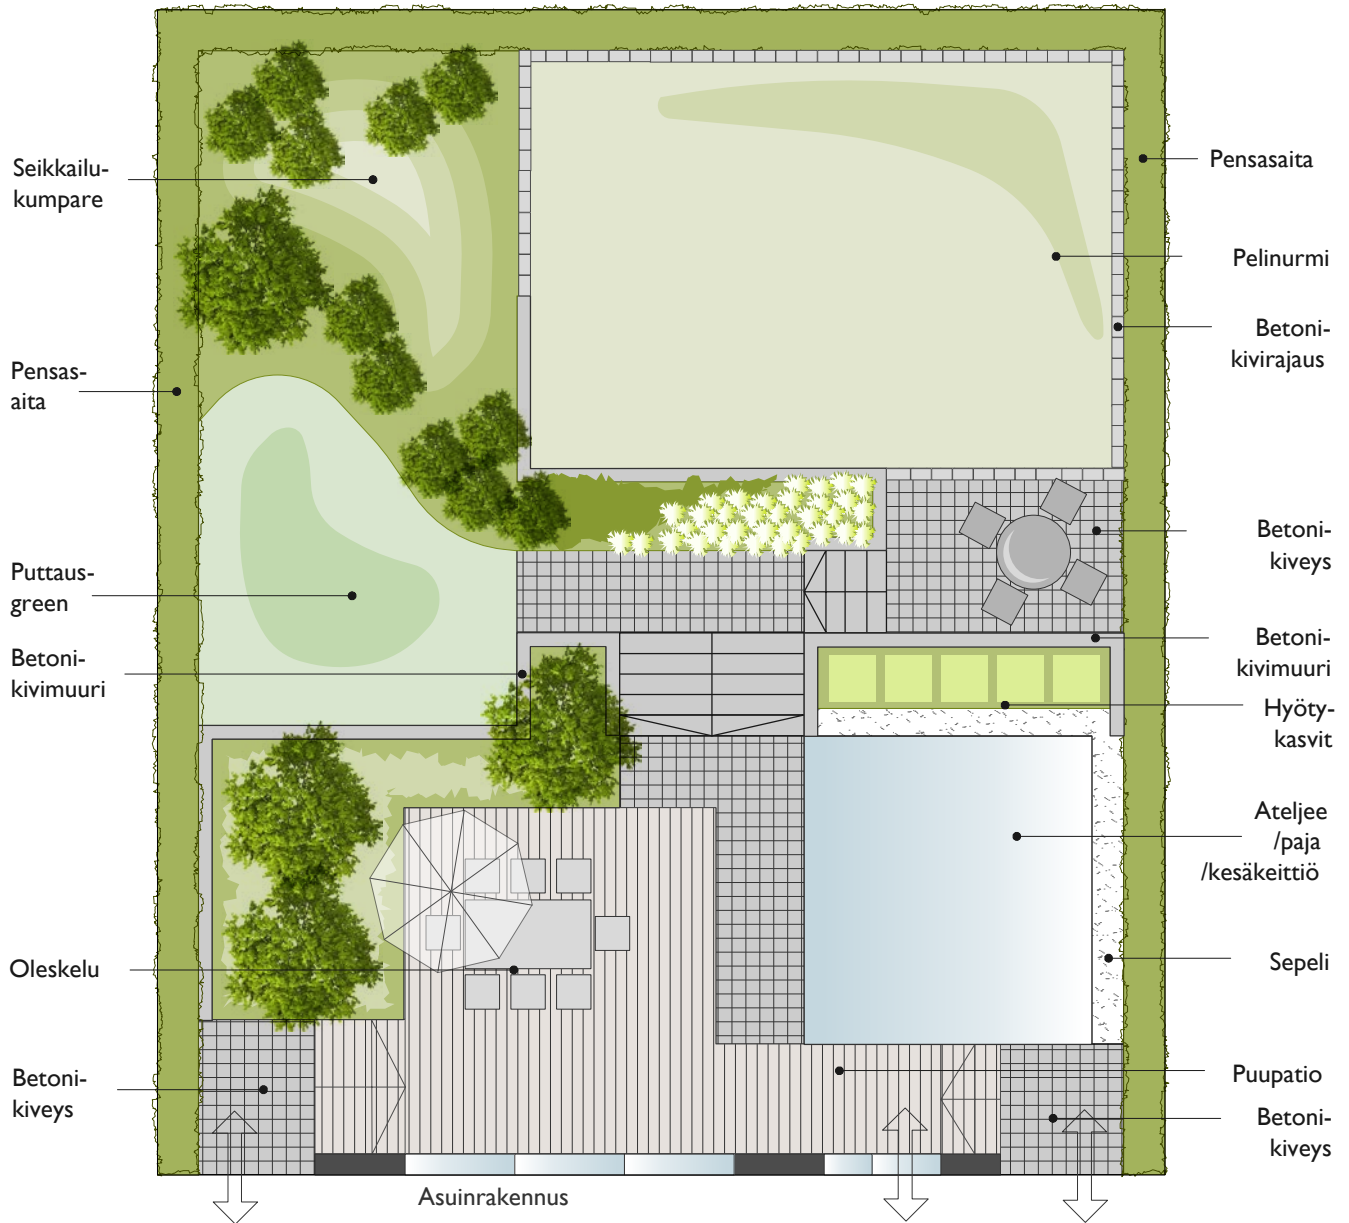 Seikkailu-
kumpare
Pensas-
aita
Puttaus-
green
Betoni-
kivimuuri
Oleskelu
Betoni-
kiveys
Pensasaita
Pelinurmi
Betoni-
kivirajaus
Betoni-
kiveys
Betoni-
kivimuuri
Hyöty-
kasvit
Ateljee
/paja
/kesäkeittiö
Sepeli
Puupatio
Betoni-
kiveys
Asuinrakennus